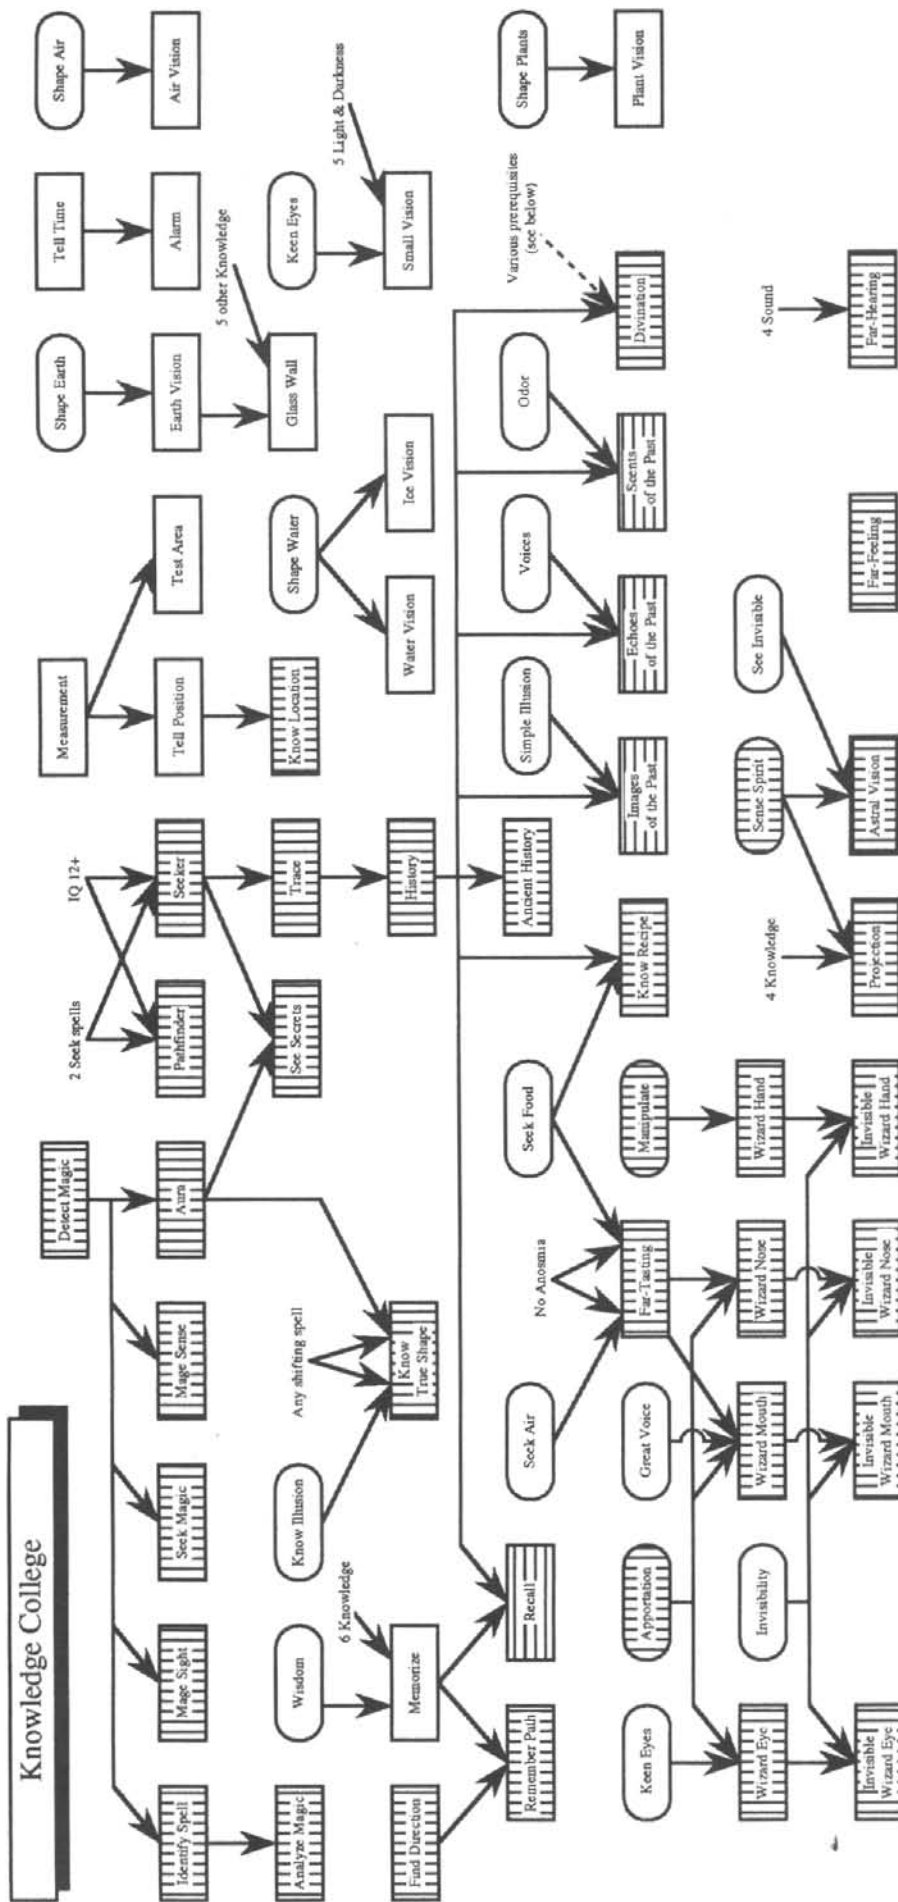 Knowledge College
Detect Magic
2 Seek spells
IQ 12+
Measurement
Shape Earth
Tell Time
Shape Air
Identify Spell
Mage Sight
Seek Magic
Mage Sense
Aura
Pathfinder
Seeker
Tell Position
Test Area
Earth Vision
Alarm
Air Vision
5 other Knowledge
Analyze Magic
Wisdom
Know Illusion
Any shifting spell
See Secrets
Trace
Know Location
Shape Water
Glass Wall
Keen Eyes
5 Light & Darkness
6 Knowledge
Find Direction
Memorize
Know
True Shape
History
Water Vision
Ice Vision
Small Vision
Remember Path
Recall
Seek Air
No Anosmia
Seek Food
Ancient History
Simple Illusion
Voices
Odor
Various prerequisites
(see below)
Shape Plants
Keen Eyes
Apportation
Great Voice
Far-Tasting
Manipulate
Know Recipe
Images
of the Past
Echoes
of the Past
Scents
of the Past
Divination
Plant Vision
Wizard Eye
Invisibility
Wizard Mouth
Wizard Nose
Wizard Hand
4 Knowledge
Sense Spirit
See Invisible
4 Sound
Invisible
Wizard Eye
Invisible
Wizard Mouth
Invisible
Wizard Nose
Invisible
Wizard Hand
Projection
Astral Vision
Far-Feeling
Far-Hearing